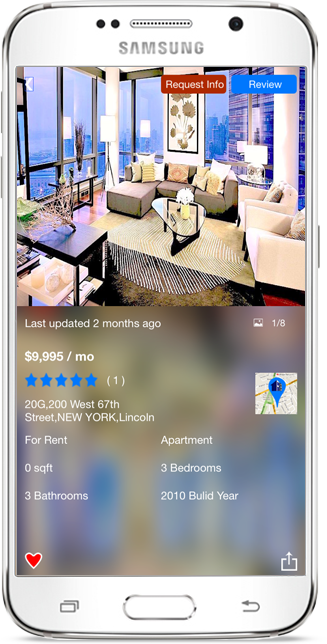 SAMSUNG
Request Info Review
Last updated 2 months ago 1/8
$9,995 / mo
( 1 )
20G,200 West 67th
Street,NEW YORK,Lincoln
For Rent Apartment
0 sqft 3 Bedrooms
3 Bathrooms 2010 Bulid Year